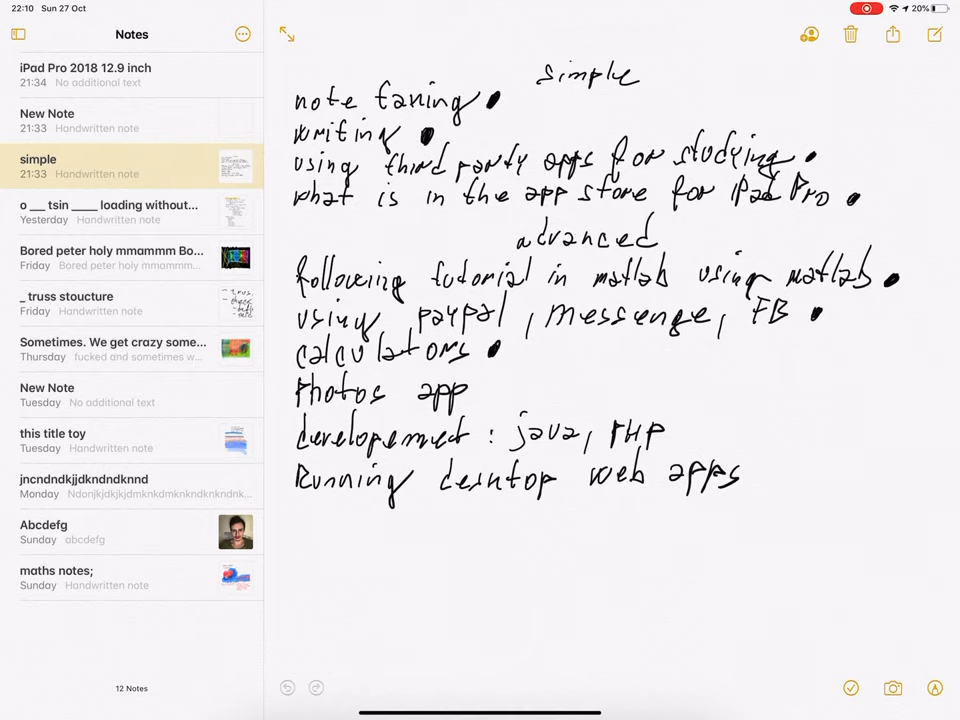 22:10 Sun 27 Oct
20%
Notes
iPad Pro 2018 12.9 inch
21:34 No additional text
New Note
21:33 Handwritten note
simple
21:33 Handwritten note
o __ tsin ____ loading without...
Yesterday Handwritten note
Bored peter holy mmammm Bo...
Friday Bored peter holy mmammm...
_ truss stoucture
Friday Handwritten note
Sometimes. We get crazy some...
Thursday fucked and sometimes w...
New Note
Tuesday No additional text
this title toy
Tuesday Handwritten note
jncndndkjjdkndndknnd
Monday Ndonjkdjkjdmkndmkndkndkndnk...
Abcdefg
Sunday abcdefg
maths notes;
Sunday Handwritten note
12 Notes
simple
note taking
writing
using third party apps for studying
what is in the app store for iPad Pro
advanced
following tutorial in matlab using matlab
using paypal, messenge, FB
calculations
Photos app
developement: java, PHP
Running desktop web apps